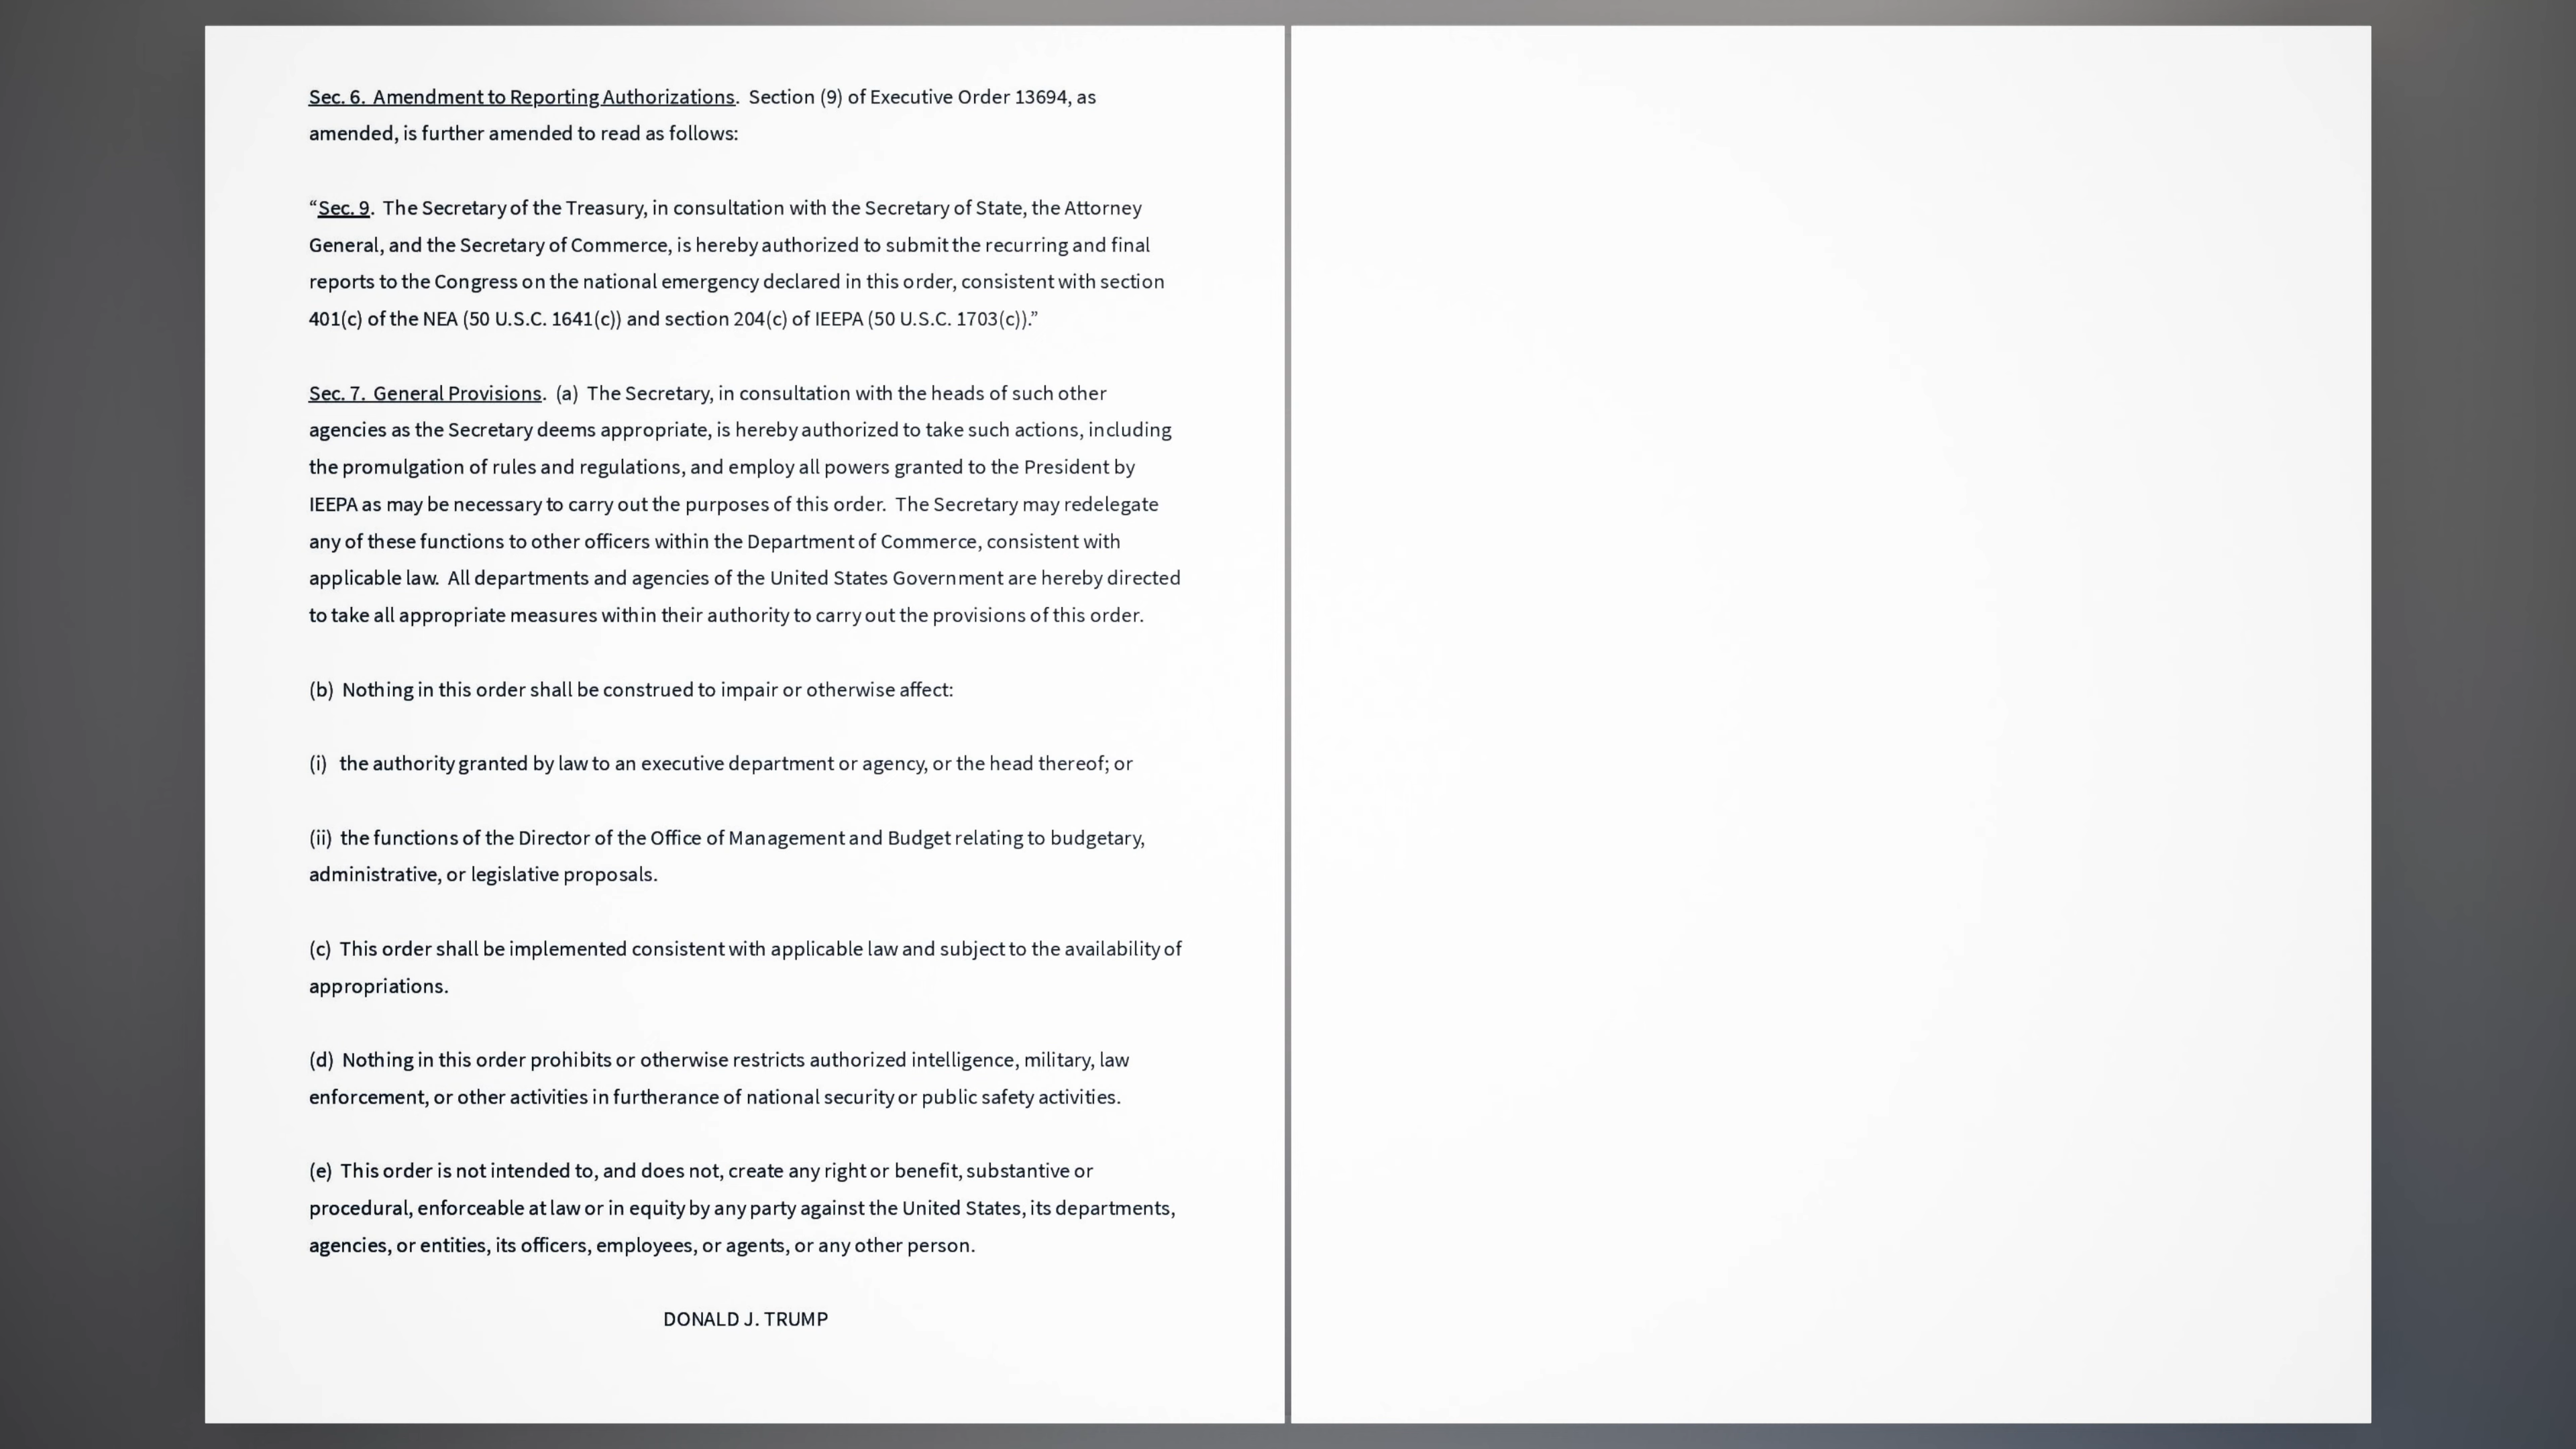 Sec. 6. Amendment to Reporting Authorizations. Section (9) of Executive Order 13694, as
amended, is further amended to read as follows:
“Sec. 9. The Secretary of the Treasury, in consultation with the Secretary of State, the Attorney
General, and the Secretary of Commerce, is hereby authorized to submit the recurring and final
reports to the Congress on the national emergency declared in this order, consistent with section
401(c) of the NEA (50 U.S.C. 1641(c)) and section 204(c) of IEEPA (50 U.S.C. 1703(c)).”
Sec. 7. General Provisions. (a) The Secretary, in consultation with the heads of such other
agencies as the Secretary deems appropriate, is hereby authorized to take such actions, including
the promulgation of rules and regulations, and employ all powers granted to the President by
IEEPA as may be necessary to carry out the purposes of this order. The Secretary may redelegate
any of these functions to other officers within the Department of Commerce, consistent with
applicable law. All departments and agencies of the United States Government are hereby directed
to take all appropriate measures within their authority to carry out the provisions of this order.
(b) Nothing in this order shall be construed to impair or otherwise affect:
(i) the authority granted by law to an executive department or agency, or the head thereof; or
(ii) the functions of the Director of the Office of Management and Budget relating to budgetary,
administrative, or legislative proposals.
(c) This order shall be implemented consistent with applicable law and subject to the availability of
appropriations.
(d) Nothing in this order prohibits or otherwise restricts authorized intelligence, military, law
enforcement, or other activities in furtherance of national security or public safety activities.
(e) This order is not intended to, and does not, create any right or benefit, substantive or
procedural, enforceable at law or in equity by any party against the United States, its departments,
agencies, or entities, its officers, employees, or agents, or any other person.
DONALD J. TRUMP